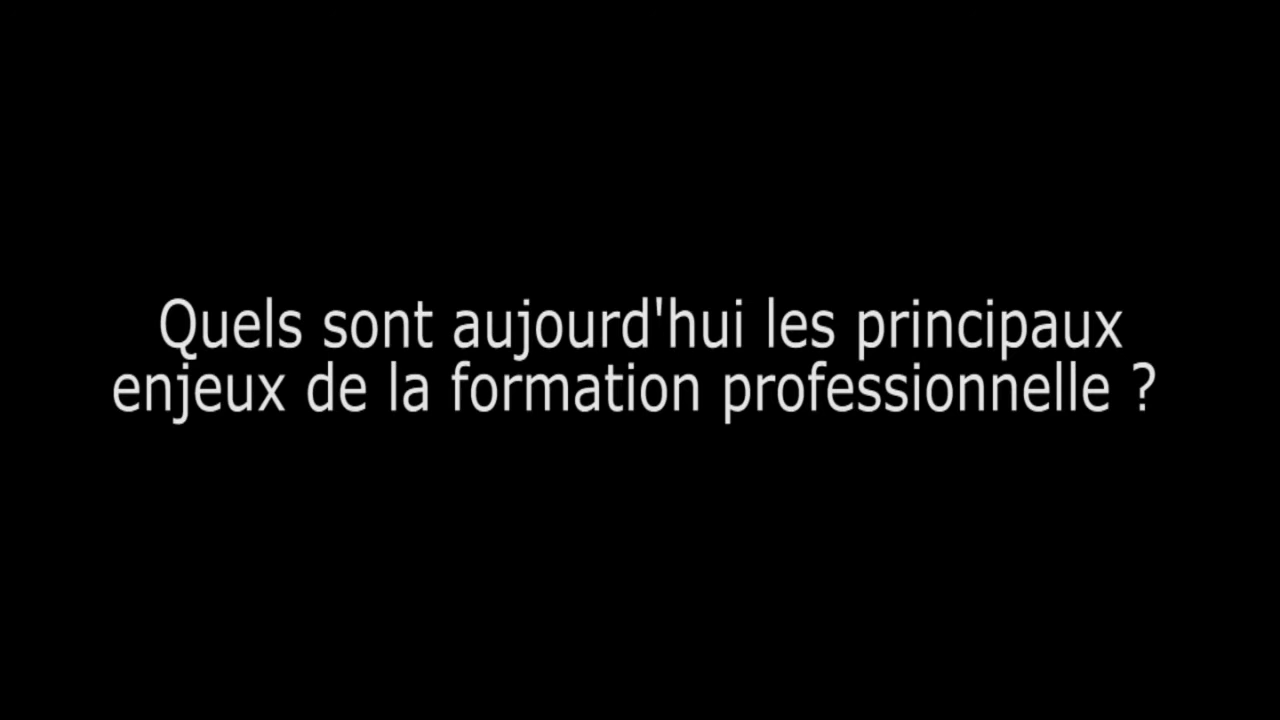 Quels sont aujourd'hui les principaux
enjeux de la formation professionnelle ?